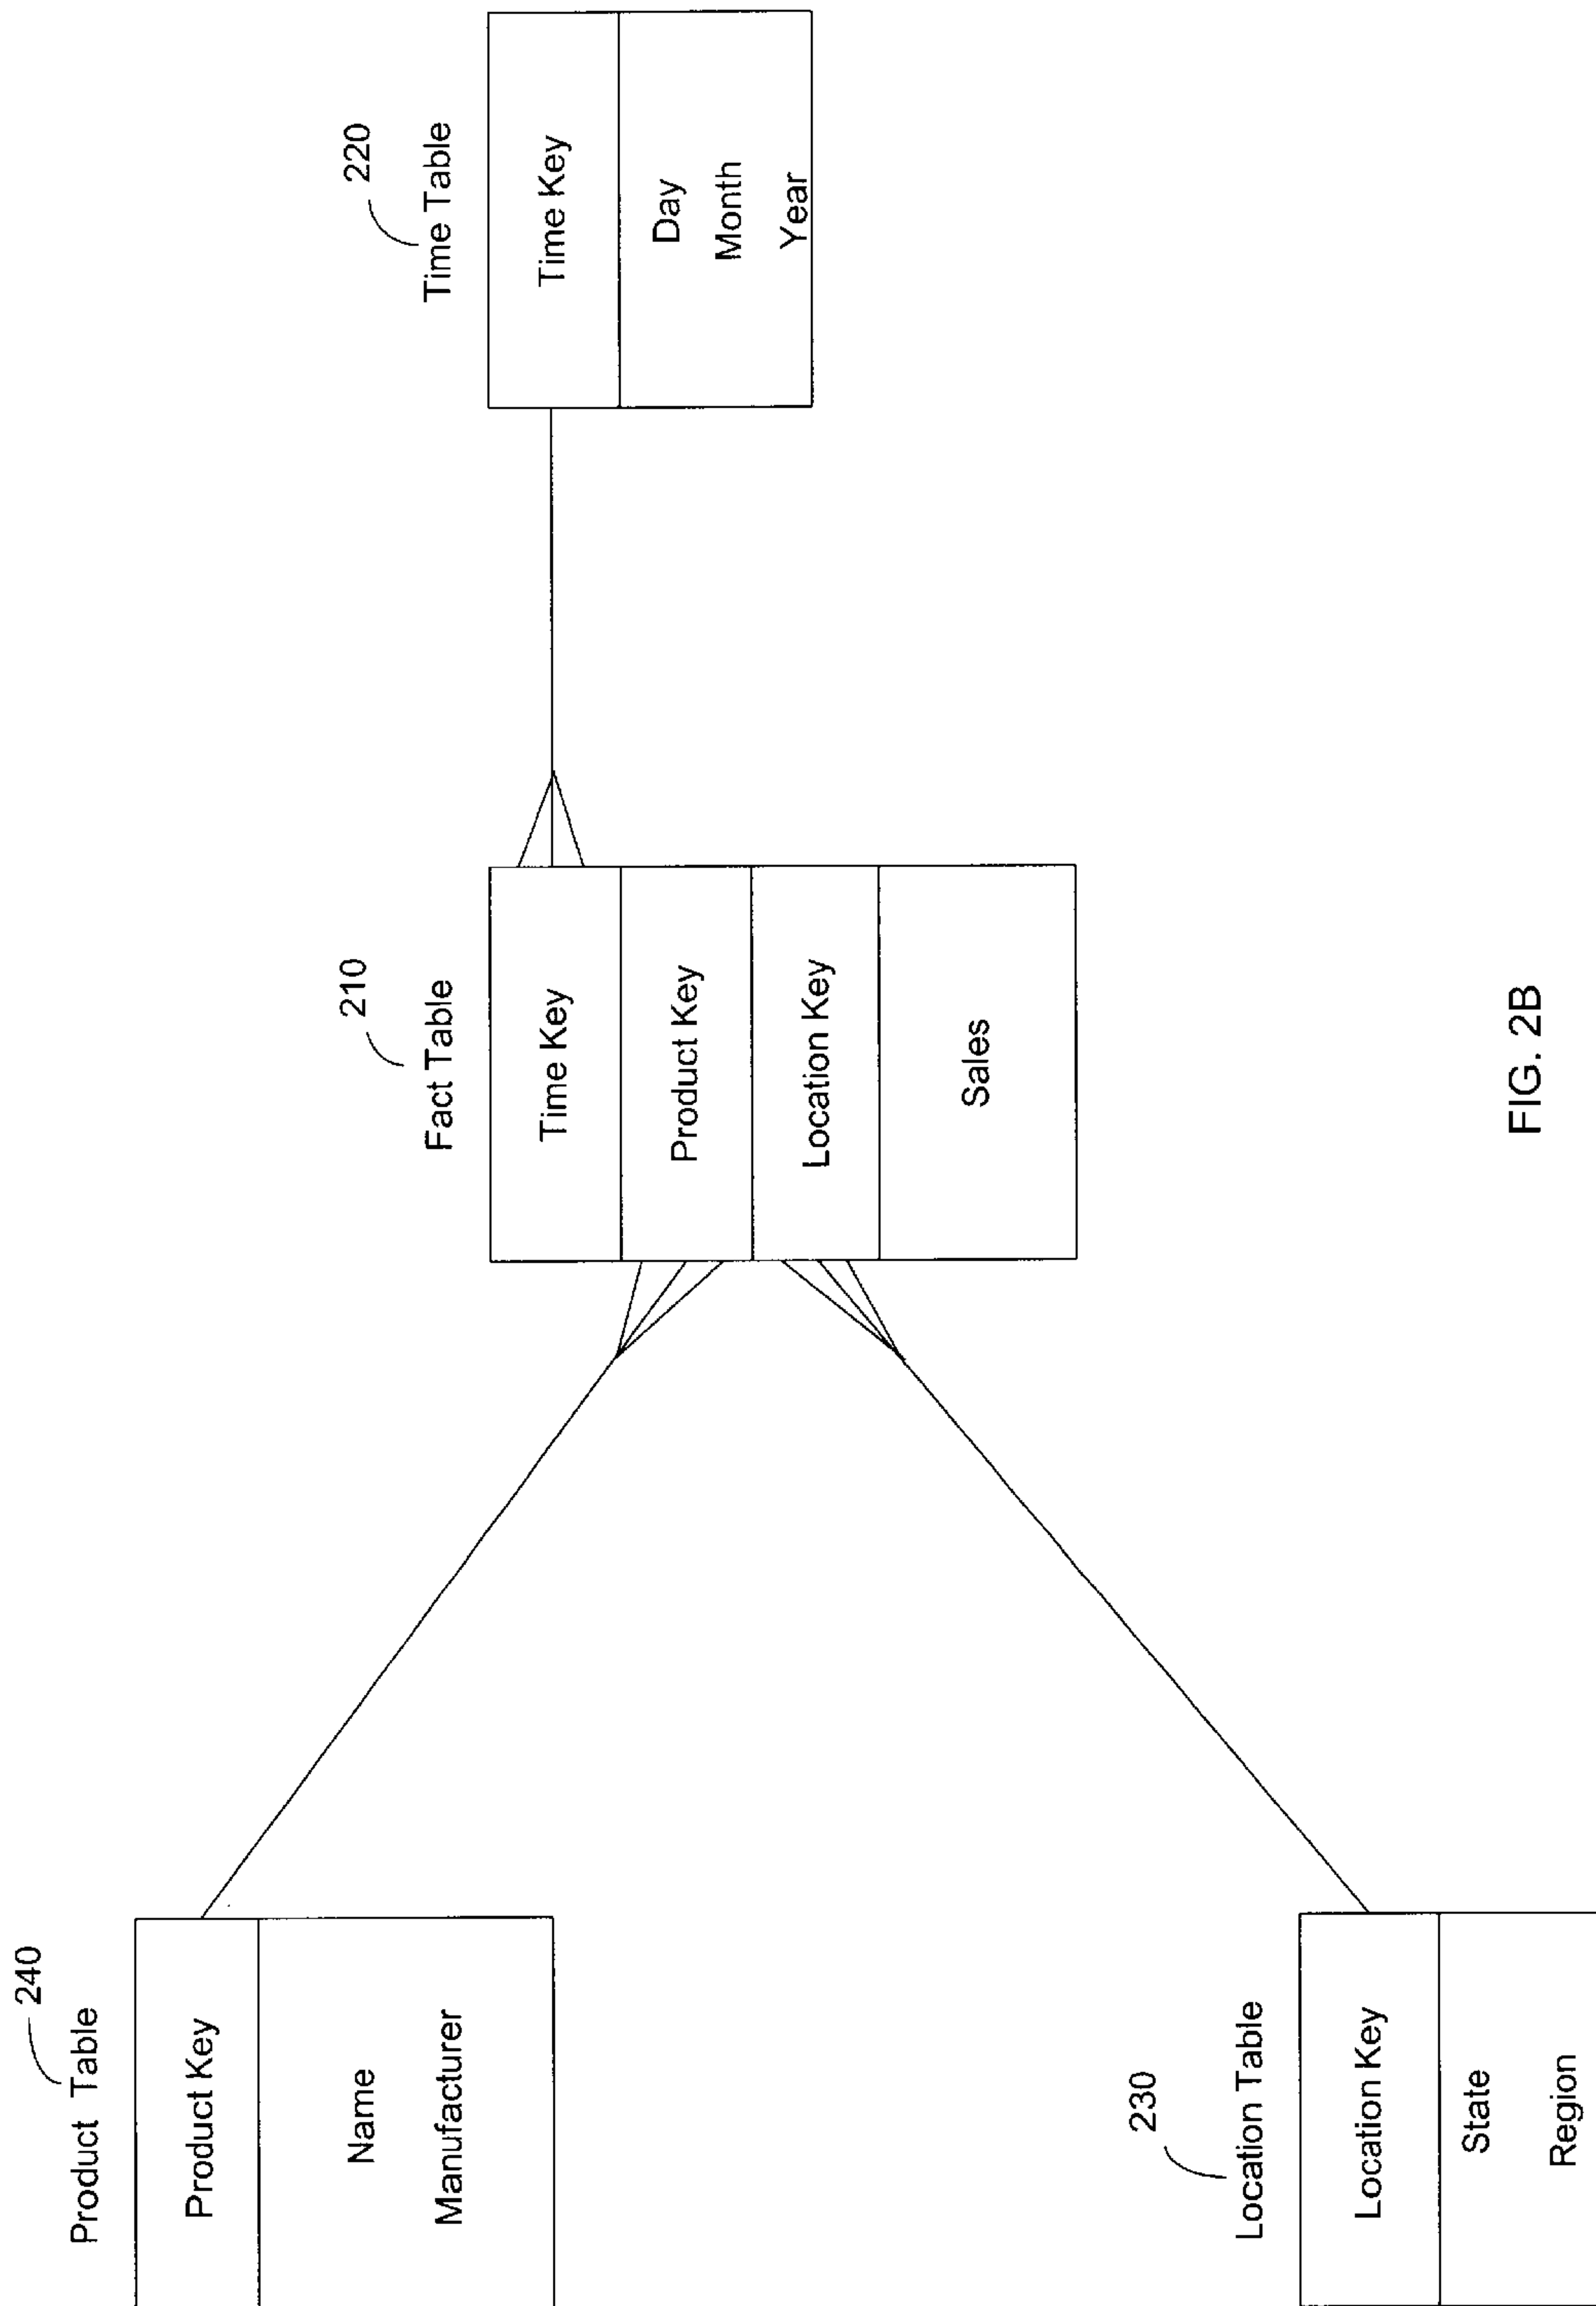 240
Product Table
Product Key
Name
Manufacturer
230
Location Table
Location Key
State
Region
210
Fact Table
Time Key
Product Key
Location Key
Sales
220
Time Table
Time Key
Day
Month
Year
FIG. 2B